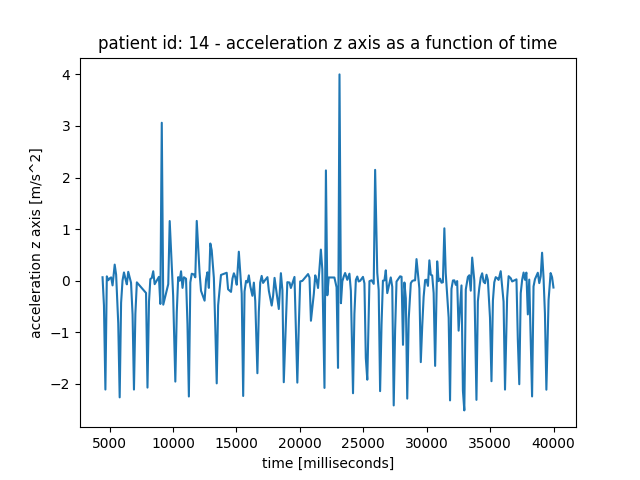 patient id: 14 - acceleration z axis as a function of time
acceleration z axis [m/s^2]
4
3
2
1
0
−1
−2
5000 10000 15000 20000 25000 30000 35000 40000
time [milliseconds]